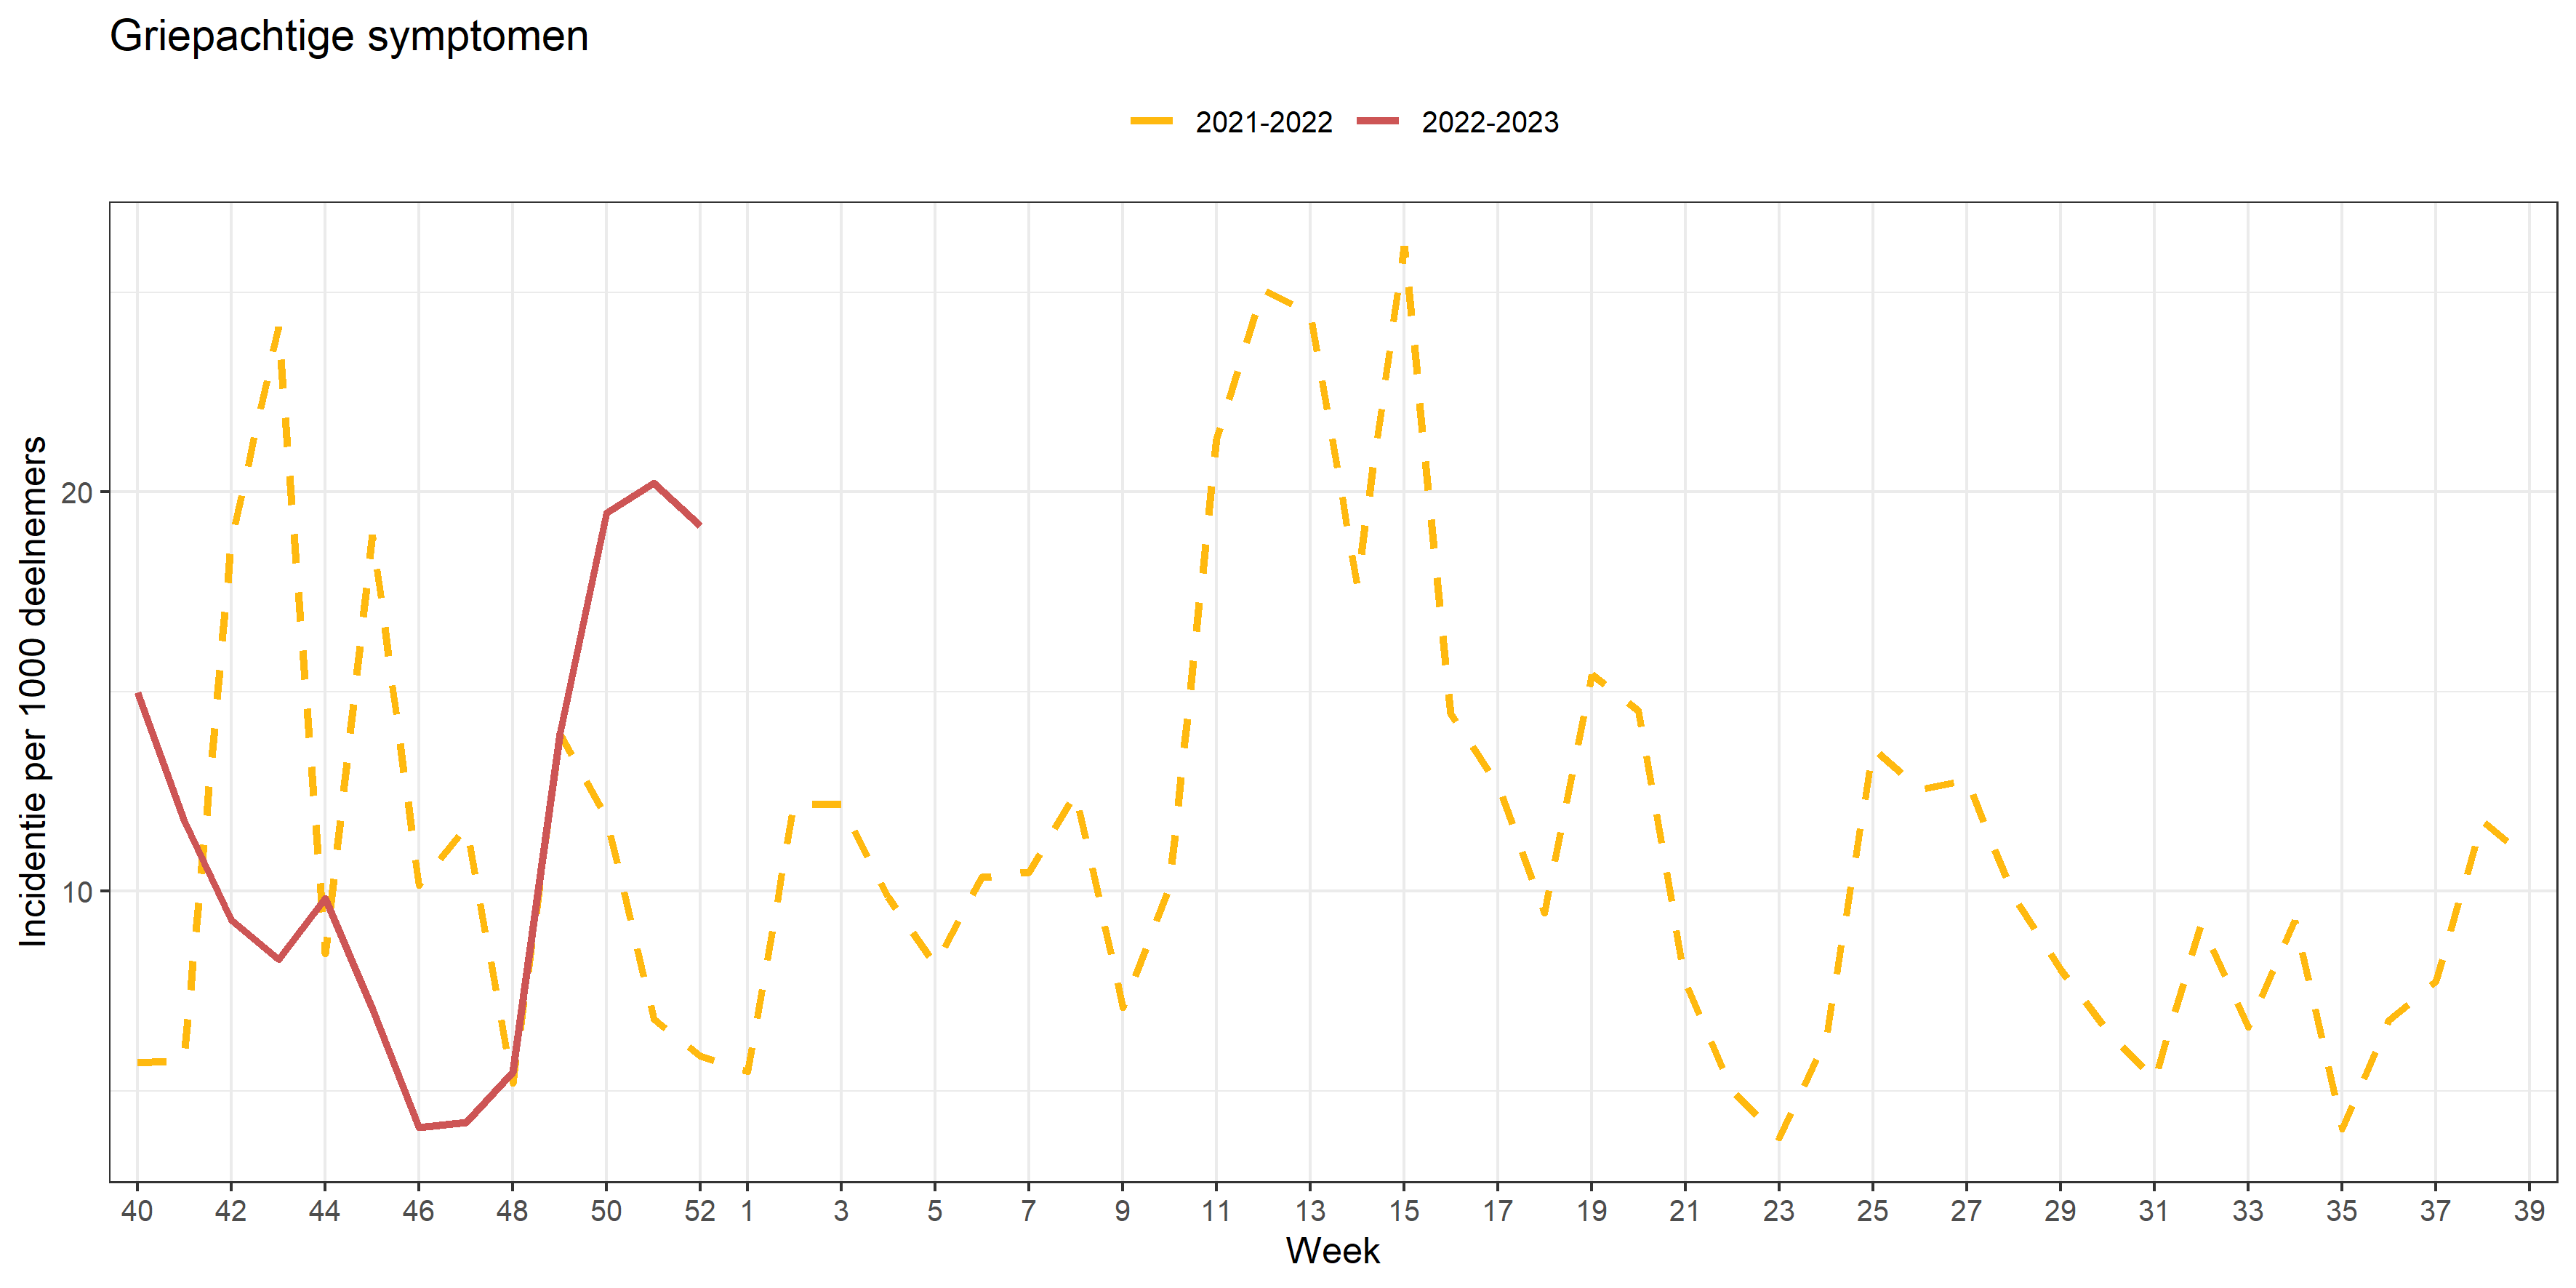 Griepachtige symptomen
2021-2022 2022-2023
Incidentie per 1000 deelnemers
20
10
40 42 44 46 48 50 52 1 3 5 7 9 11 13 15 17 19 21 23 25 27 29 31 33 35 37 39
Week